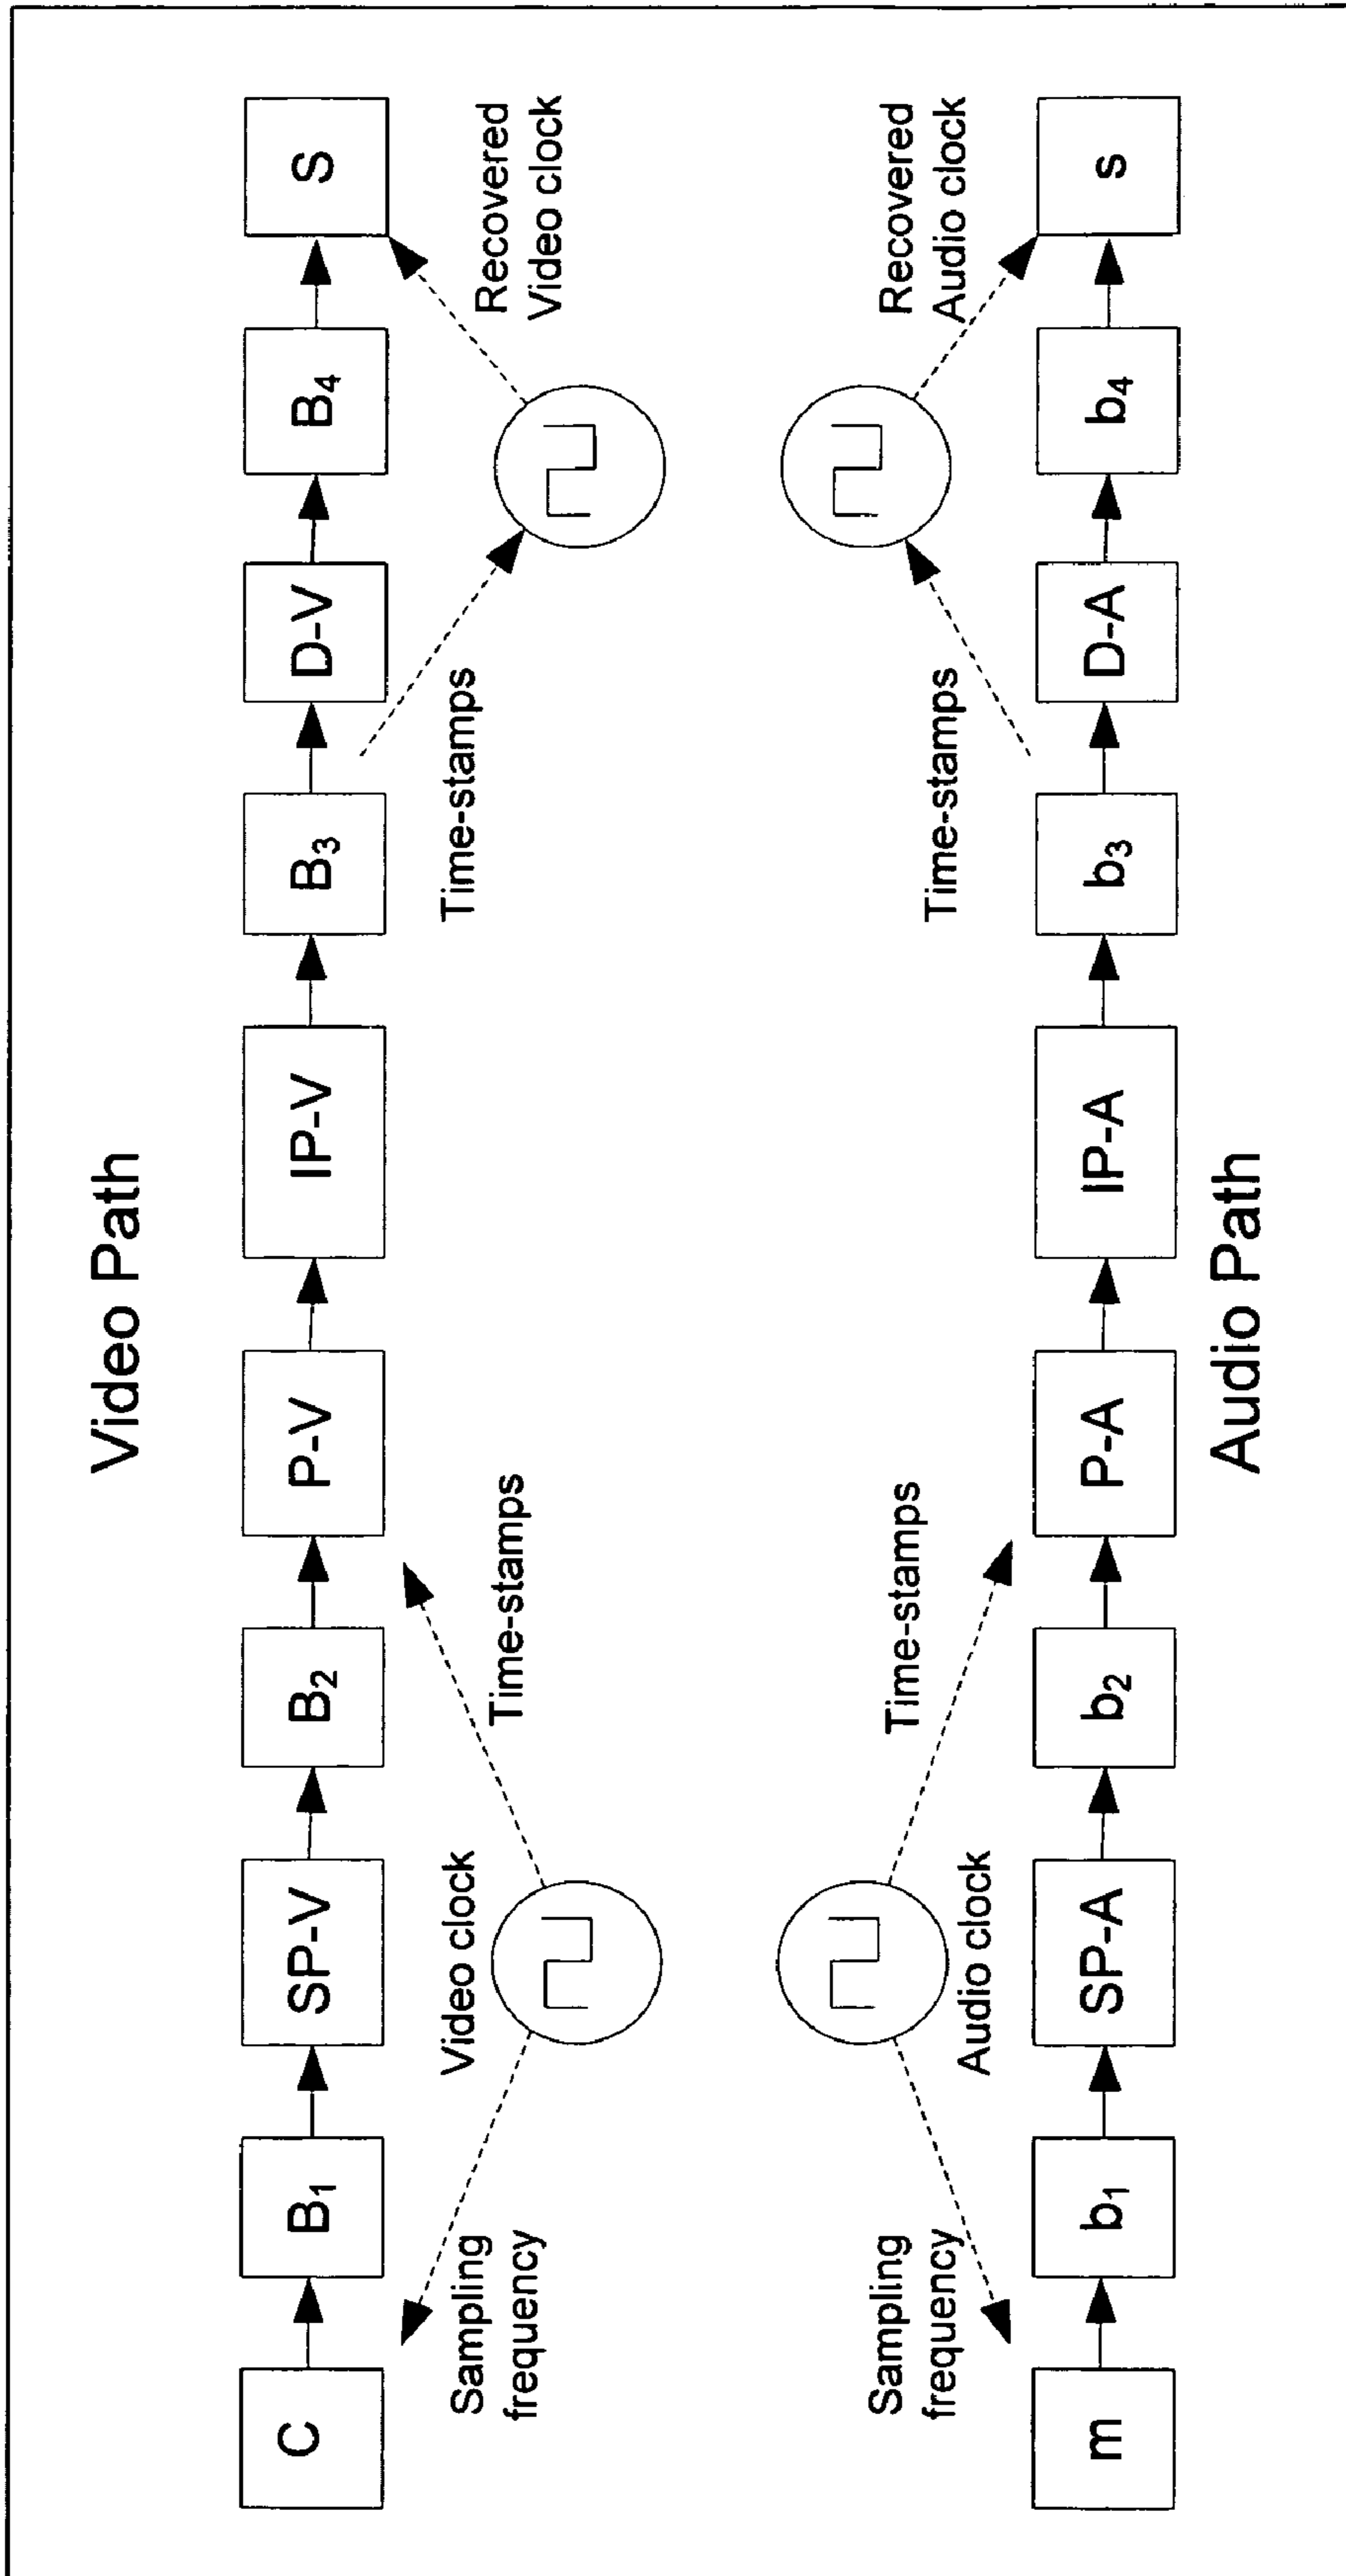 Video Path
C
B₁
SP-V
B₂
P-V
IP-V
B₃
D-V
B₄
S
Sampling
frequency
Video clock
Time-stamps
Time-stamps
Recovered
Video clock
Sampling
frequency
Audio clock
Time-stamps
Time-stamps
Recovered
Audio clock
m
b₁
SP-A
b₂
P-A
IP-A
b₃
D-A
b₄
s
Audio Path